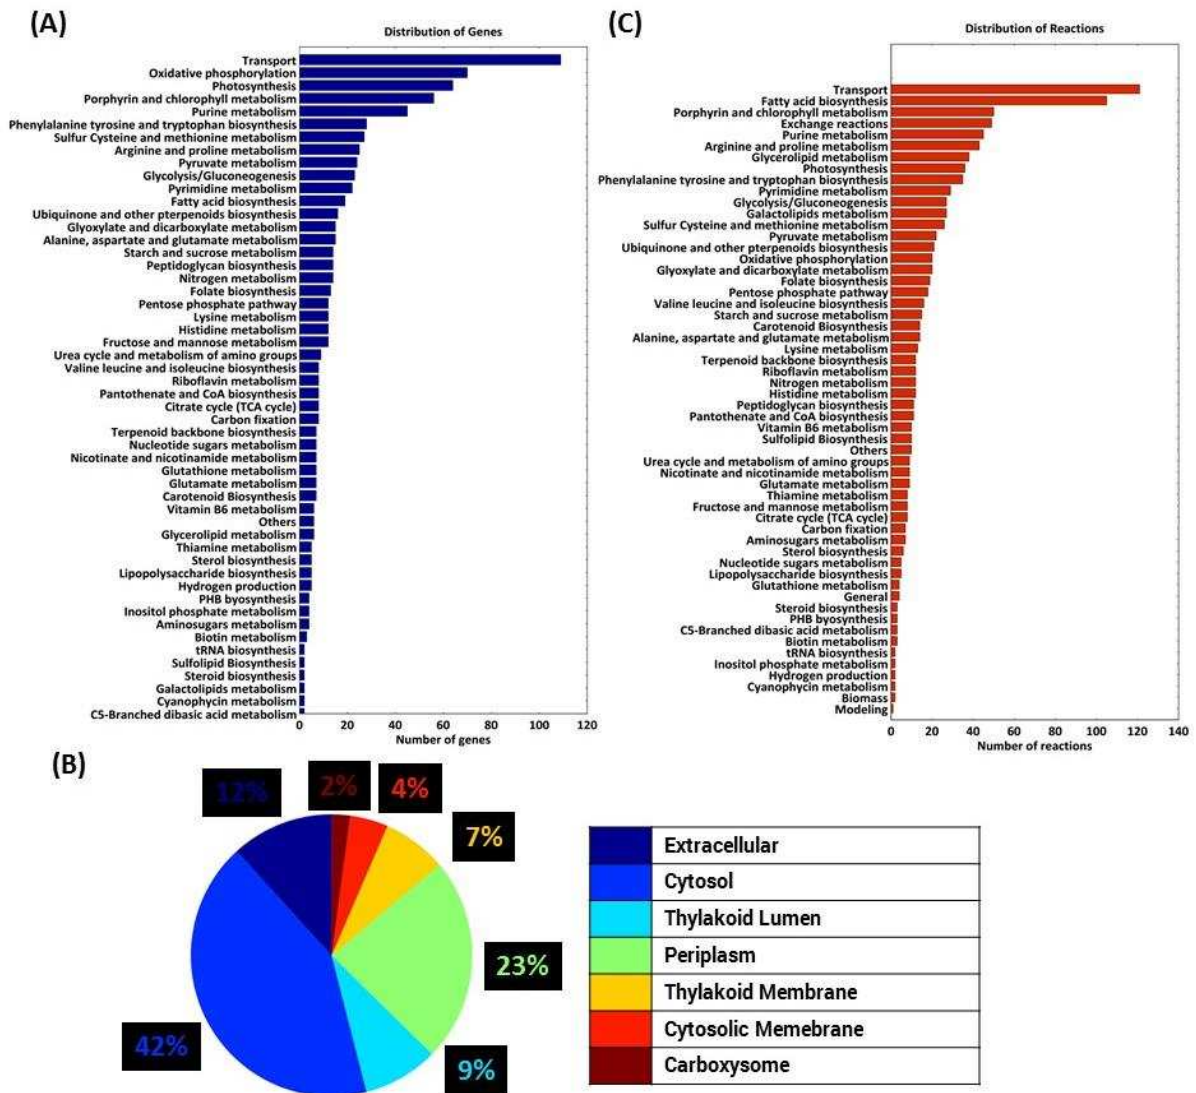 (A)
Distribution of Genes
Transport
Oxidative phosphorylation
Photosynthesis
Porphyrin and chlorophyll metabolism
Purine metabolism
Phenylalanine tyrosine and tryptophan biosynthesis
Sulfur Cysteine and methionine metabolism
Arginine and proline metabolism
Pyruvate metabolism
Glycolysis/Gluconeogenesis
Pyrimidine metabolism
Fatty acid biosynthesis
Ubiquinone and other pterpenoids biosynthesis
Glyoxylate and dicarboxylate metabolism
Alanine, aspartate and glutamate metabolism
Starch and sucrose metabolism
Peptidoglycan biosynthesis
Nitrogen metabolism
Folate biosynthesis
Pentose phosphate pathway
Lysine metabolism
Histidine metabolism
Fructose and mannose metabolism
Urea cycle and metabolism of amino groups
Valine leucine and isoleucine biosynthesis
Riboflavin metabolism
Pantothenate and CoA biosynthesis
Citrate cycle (TCA cycle)
Carbon fixation
Terpenoid backbone biosynthesis
Nucleotide sugars metabolism
Nicotinate and nicotinamide metabolism
Glutathione metabolism
Glutamate metabolism
Carotenoid Biosynthesis
Vitamin B6 metabolism
Others
Glycerolipid metabolism
Thiamine metabolism
Sterol biosynthesis
Lipopolysaccharide biosynthesis
Hydrogen production
PHB byosynthesis
Inositol phosphate metabolism
Aminosugars metabolism
Biotin metabolism
tRNA biosynthesis
Sulfolipid Biosynthesis
Steroid biosynthesis
Galactolipids metabolism
Cyanophycin metabolism
C5-Branched dibasic acid metabolism
0 20 40 60 80 100 120
Number of genes
(C)
Distribution of Reactions
Transport
Fatty acid biosynthesis
Porphyrin and chlorophyll metabolism
Exchange reactions
Purine metabolism
Arginine and proline metabolism
Glycerolipid metabolism
Photosynthesis
Phenylalanine tyrosine and tryptophan biosynthesis
Pyrimidine metabolism
Glycolysis/Gluconeogenesis
Galactolipids metabolism
Sulfur Cysteine and methionine metabolism
Pyruvate metabolism
Ubiquinone and other pterpenoids biosynthesis
Oxidative phosphorylation
Glyoxylate and dicarboxylate metabolism
Folate biosynthesis
Pentose phosphate pathway
Valine leucine and isoleucine biosynthesis
Starch and sucrose metabolism
Carotenoid Biosynthesis
Alanine, aspartate and glutamate metabolism
Lysine metabolism
Terpenoid backbone biosynthesis
Riboflavin metabolism
Nitrogen metabolism
Histidine metabolism
Peptidoglycan biosynthesis
Pantothenate and CoA biosynthesis
Vitamin B6 metabolism
Sulfolipid Biosynthesis
Others
Urea cycle and metabolism of amino groups
Nicotinate and nicotinamide metabolism
Glutamate metabolism
Thiamine metabolism
Fructose and mannose metabolism
Citrate cycle (TCA cycle)
Carbon fixation
Aminosugars metabolism
Sterol biosynthesis
Nucleotide sugars metabolism
Lipopolysaccharide biosynthesis
Glutathione metabolism
General
Steroid biosynthesis
PHB byosynthesis
C5-Branched dibasic acid metabolism
Biotin metabolism
tRNA biosynthesis
Inositol phosphate metabolism
Hydrogen production
Cyanophycin metabolism
Biomass
Modeling
0 20 40 60 80 100 120 140
Number of reactions
(B)
12%
2%
4%
7%
23%
9%
42%
Extracellular
Cytosol
Thylakoid Lumen
Periplasm
Thylakoid Membrane
Cytosolic Memebrane
Carboxysome